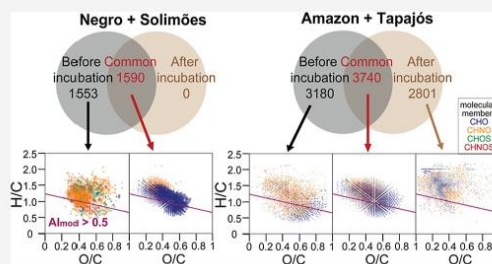 Negro + Solimões
Before incubation 1553
Common 1590
After incubation 0
Amazon + Tapajós
Before incubation 3180
Common 3740
After incubation 2801
molecular
member
CHO
CHNO
CHOS
CHNOS
H/C
2.5
2.0
1.5
1.0
0.5
0
AImod > 0.5
0 0.2 0.4 0.6 0.8 1
0.2 0.4 0.6 0.8 1
O/C
O/C
H/C
2.5
2.0
1.5
1.0
0.5
0
0 0.2 0.4 0.6 0.8
0 0.2 0.4 0.6 0.8
0 0.2 0.4 0.6 0.8 1
O/C
O/C
O/C